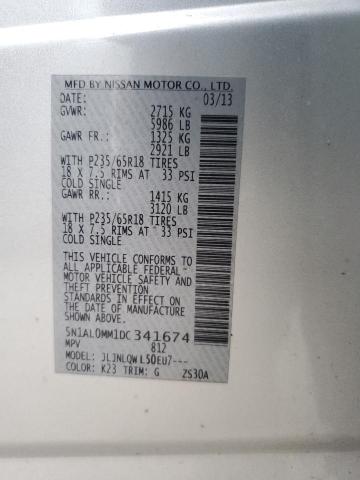 MFD BY NISSAN MOTOR CO., LTD.
DATE: 03/13
GVWR: 2715 KG
5986 LB
GAWR FR.: 1325 KG
2921 LB
WITH P235/65R18 TIRES
18 X 7.5 RIMS AT 33 PSI
COLD SINGLE
GAWR RR.: 1415 KG
3120 LB
WITH P235/65R18 TIRES
18 X 7.5 RIMS AT 33 PSI
COLD SINGLE
THIS VEHICLE CONFORMS TO
ALL APPLICABLE FEDERAL
MOTOR VEHICLE SAFETY AND
THEFT PREVENTION
STANDARDS IN EFFECT ON
THE DATE OF MANUFACTURE
SHOWN ABOVE.
5N1AL0MM1DC341674
MPV 812
MODEL: JLJNLQWL50EU7---
COLOR: K23 TRIM: G ZS30A